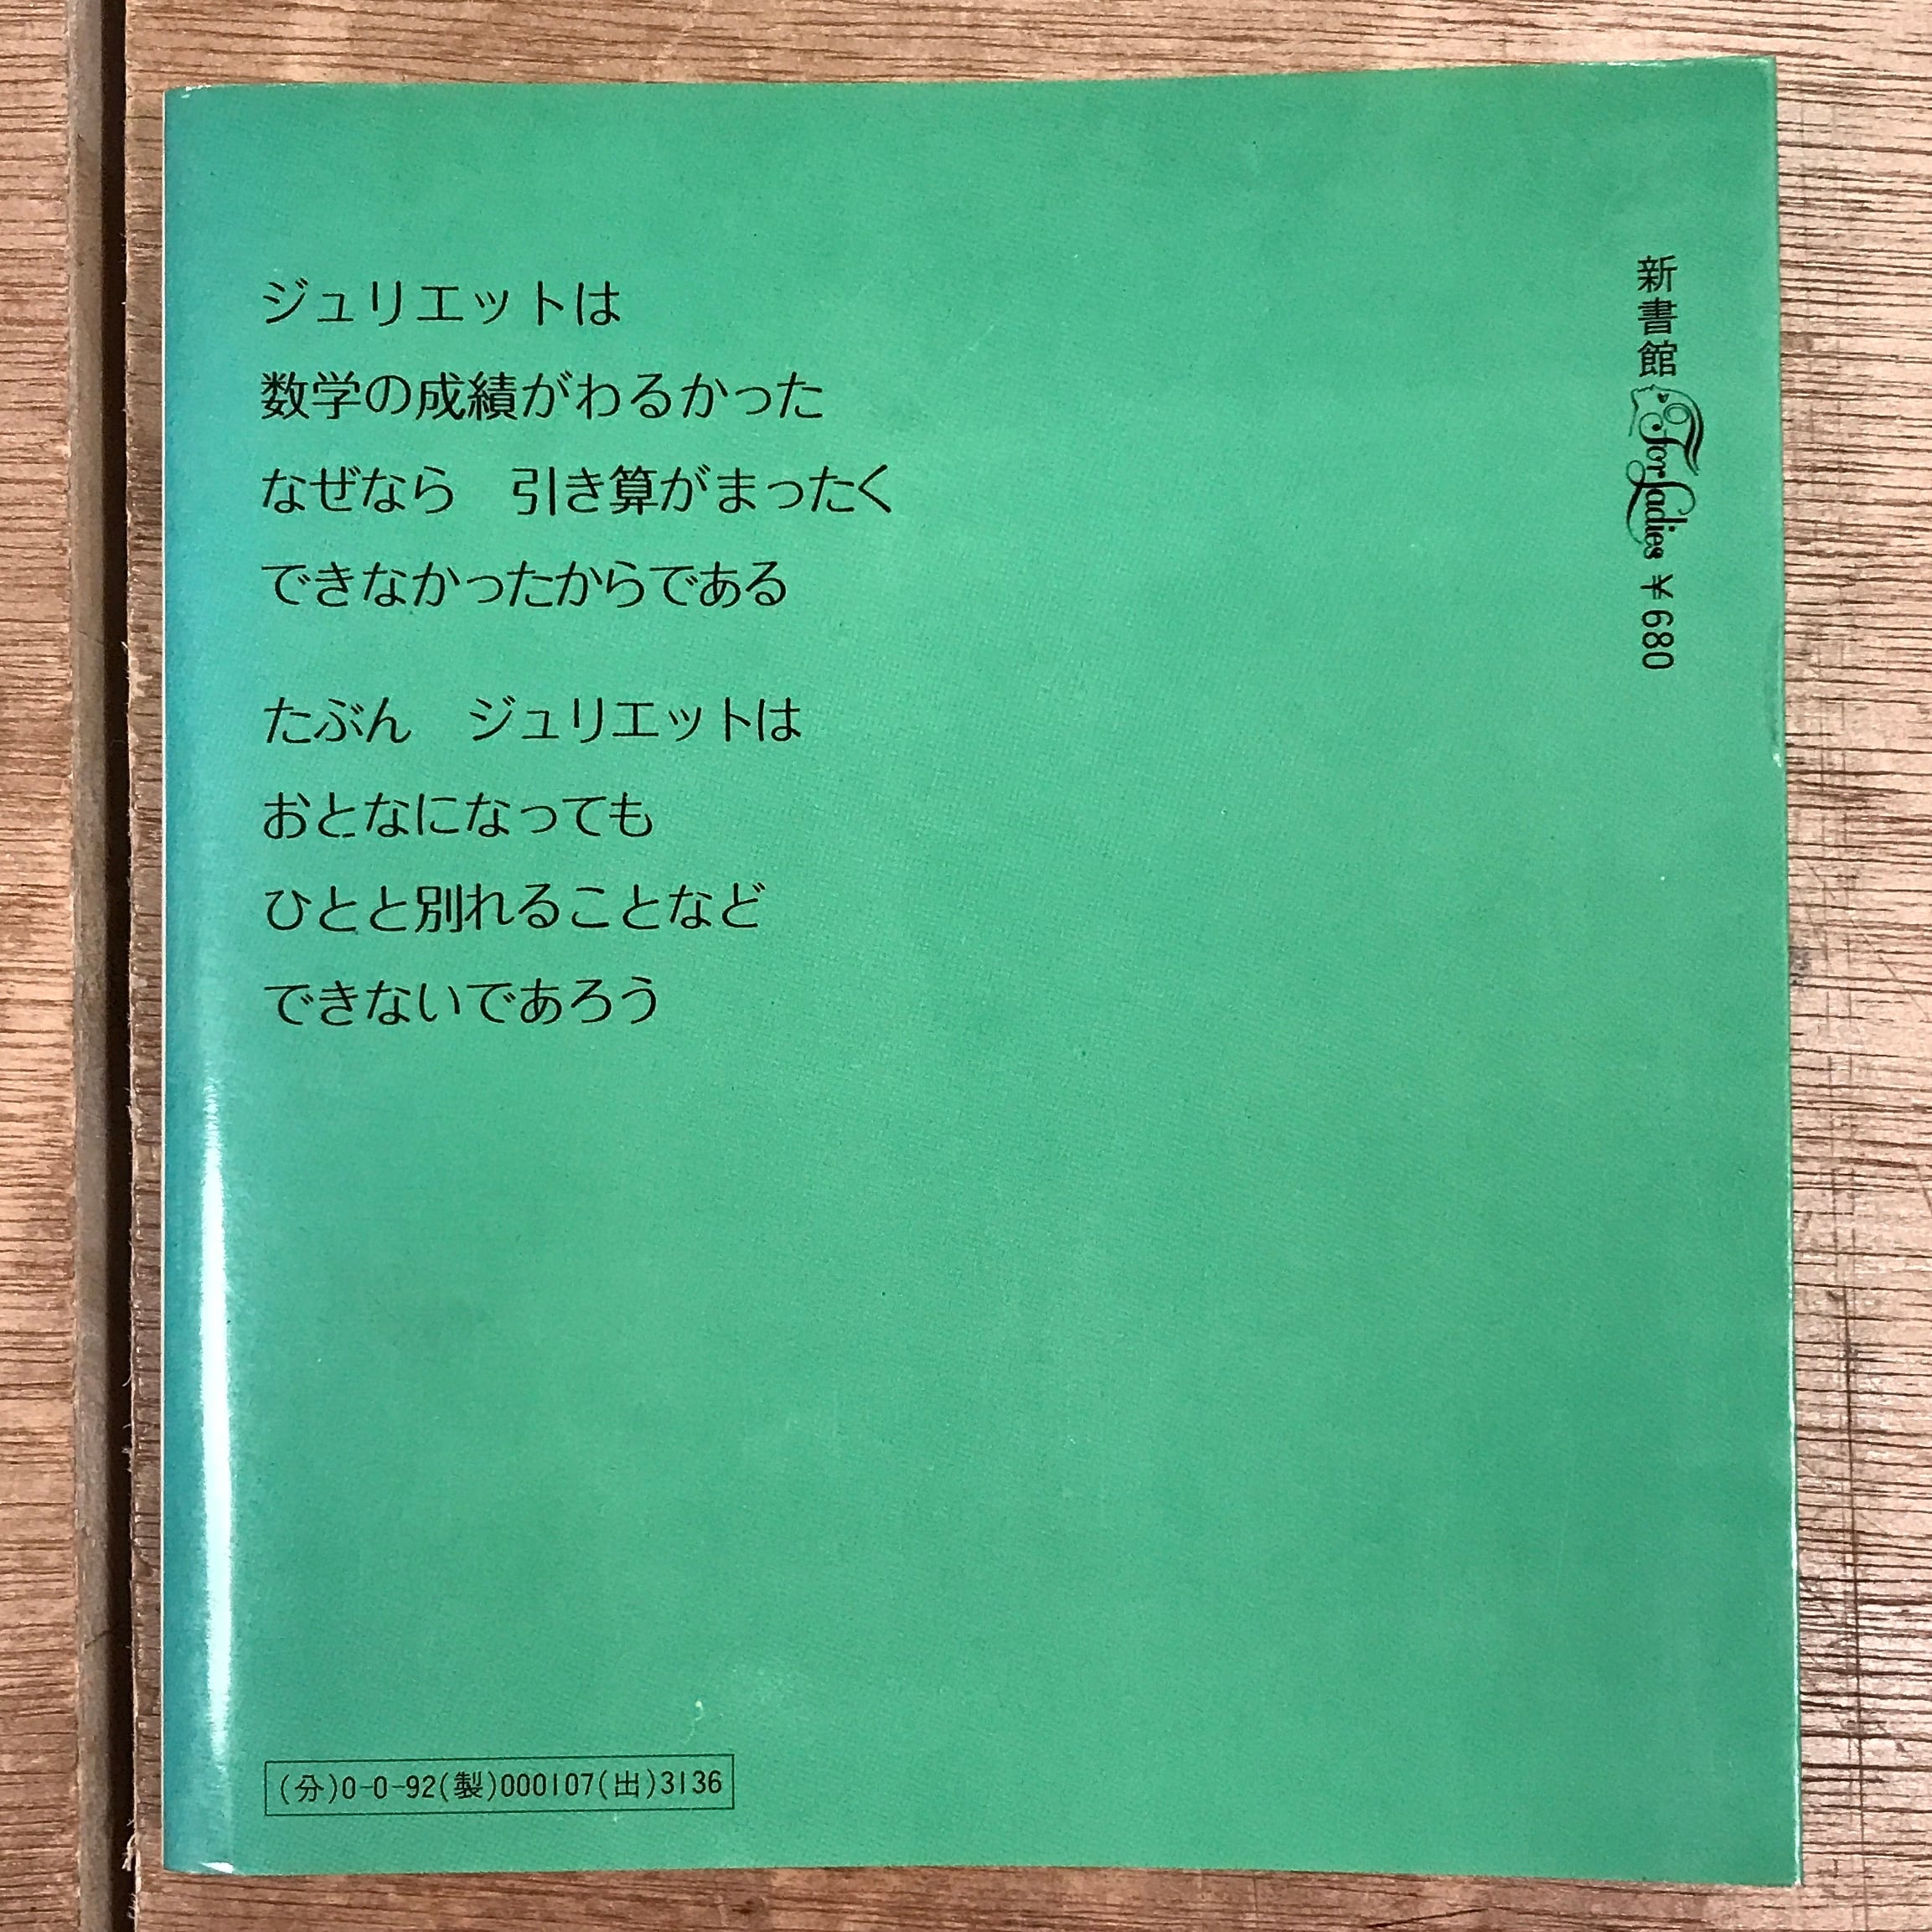 ジュリエットは
数学の成績がわるかった
なぜなら　引き算がまったく
できなかったからである
たぶん　ジュリエットは
おとなになっても
ひとと別れることなど
できないであろう
新書館 For Ladies ¥680
(分)0-0-92(製)000107(出)3136